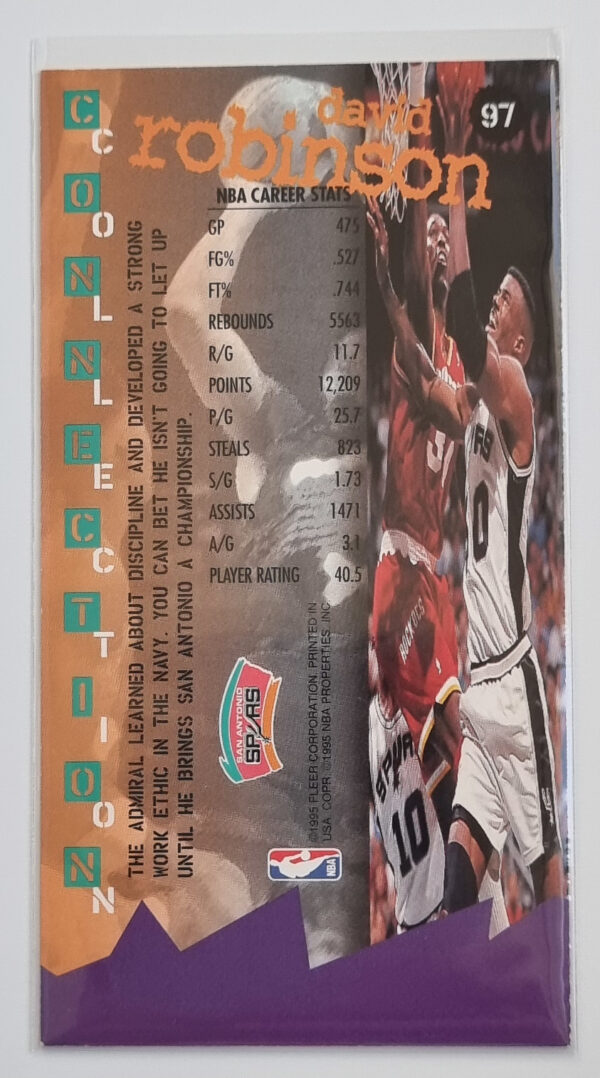 david
robinson
97
COLLECTION
NBA CAREER STATS
GP 475
FG% .527
FT% .744
REBOUNDS 5563
R/G 11.7
POINTS 12,209
P/G 25.7
STEALS 823
S/G 1.73
ASSISTS 1471
A/G 3.1
PLAYER RATING 40.5
THE ADMIRAL LEARNED ABOUT DISCIPLINE AND DEVELOPED A STRONG
WORK ETHIC IN THE NAVY. YOU CAN BET HE ISN'T GOING TO LET UP
UNTIL HE BRINGS SAN ANTONIO A CHAMPIONSHIP.
SAN ANTONIO
SPURS
©1995 FLEER CORPORATION. PRINTED IN
USA COPR. ©1995 NBA PROPERTIES, INC.
NBA
ROCKETS
SPUR
10